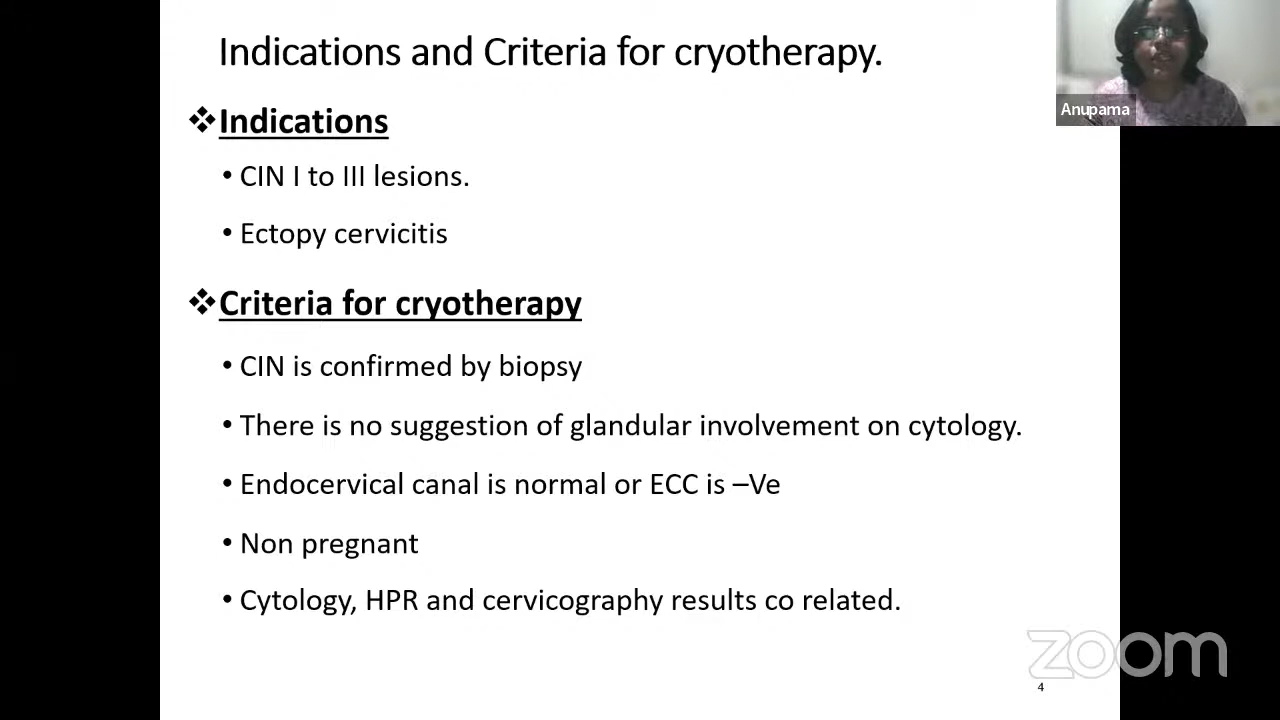 Indications and Criteria for cryotherapy.
Anupama
❖Indications
• CIN I to III lesions.
• Ectopy cervicitis
❖Criteria for cryotherapy
• CIN is confirmed by biopsy
• There is no suggestion of glandular involvement on cytology.
• Endocervical canal is normal or ECC is –Ve
• Non pregnant
• Cytology, HPR and cervicography results co related.
zoom
4